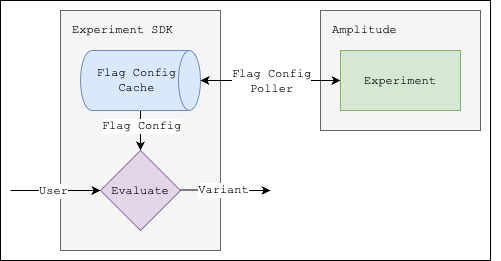 Experiment SDK
Amplitude
Flag Config
Cache
Flag Config
Poller
Experiment
Flag Config
User
Evaluate
Variant